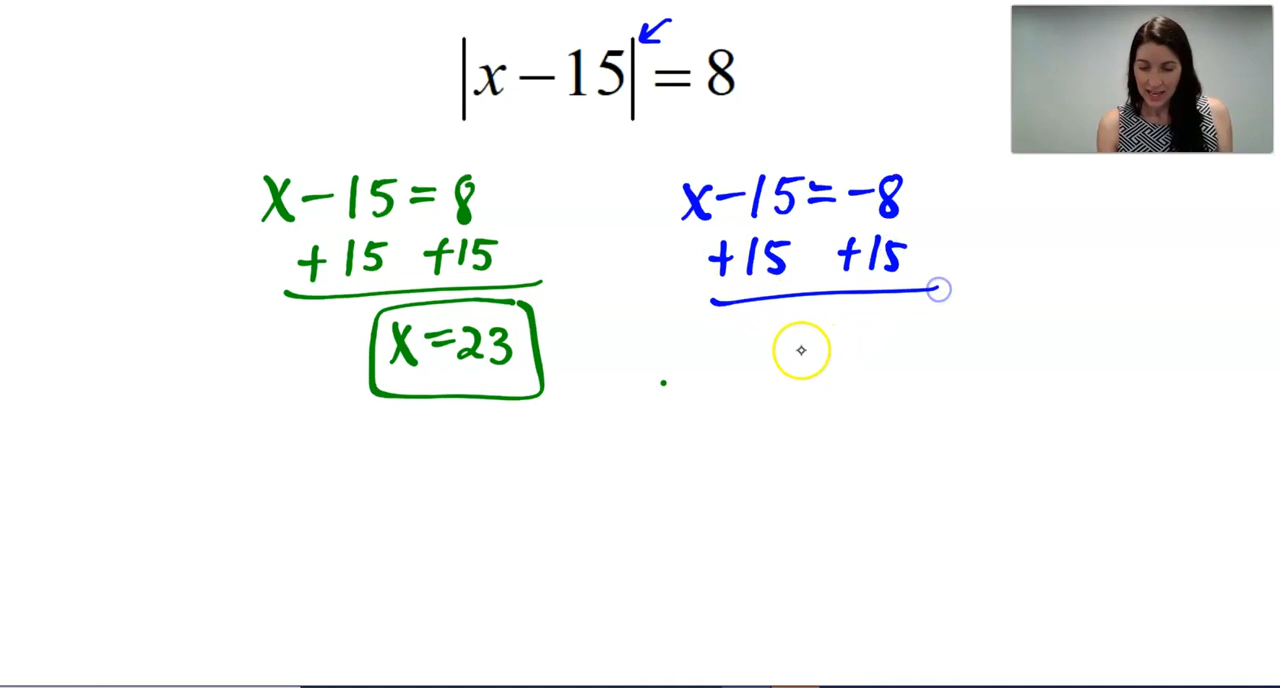 |x − 15| = 8
x − 15 = 8
+ 15 + 15
x = 23
x − 15 = −8
+ 15 + 15